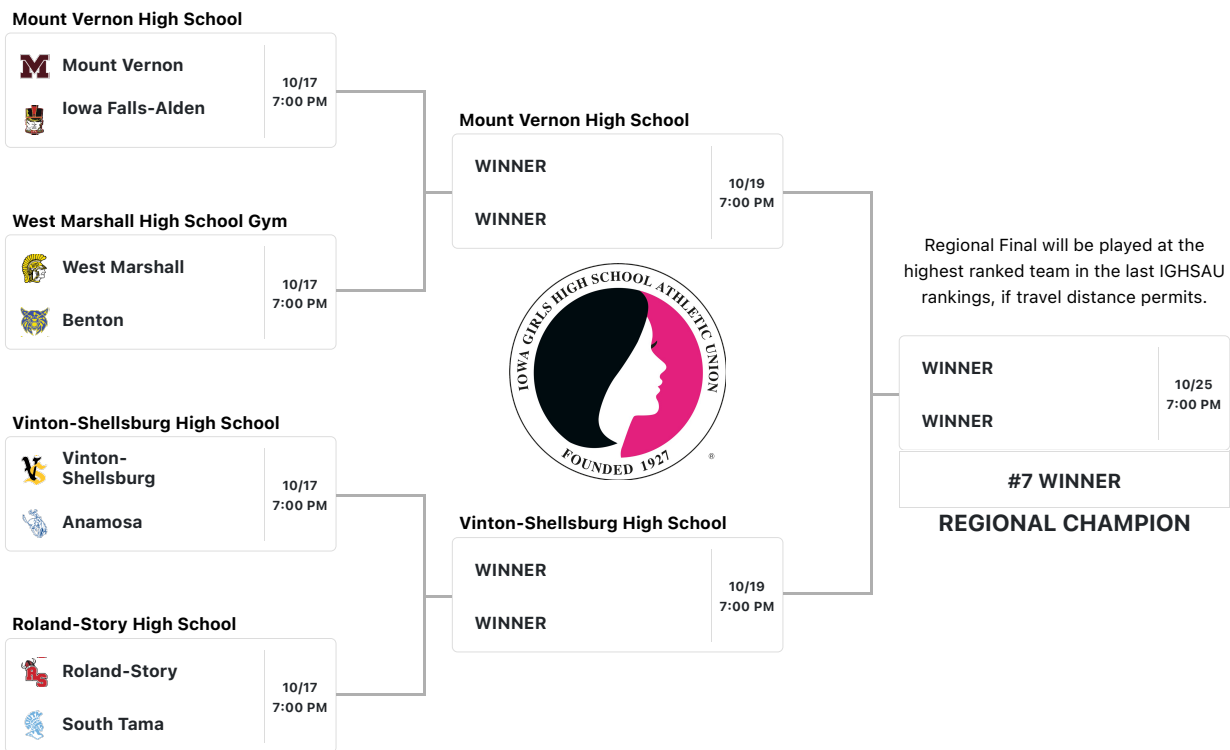 Mount Vernon High School
Mount Vernon
Iowa Falls-Alden
10/17
7:00 PM
West Marshall High School Gym
West Marshall
Benton
10/17
7:00 PM
Vinton-Shellsburg High School
Vinton-
Shellsburg
Anamosa
10/17
7:00 PM
Roland-Story High School
Roland-Story
South Tama
10/17
7:00 PM
Mount Vernon High School
WINNER
WINNER
10/19
7:00 PM
IOWA GIRLS HIGH SCHOOL ATHLETIC UNION
FOUNDED 1927
®
Vinton-Shellsburg High School
WINNER
WINNER
10/19
7:00 PM
Regional Final will be played at the
highest ranked team in the last IGHSAU
rankings, if travel distance permits.
WINNER
WINNER
10/25
7:00 PM
#7 WINNER
REGIONAL CHAMPION